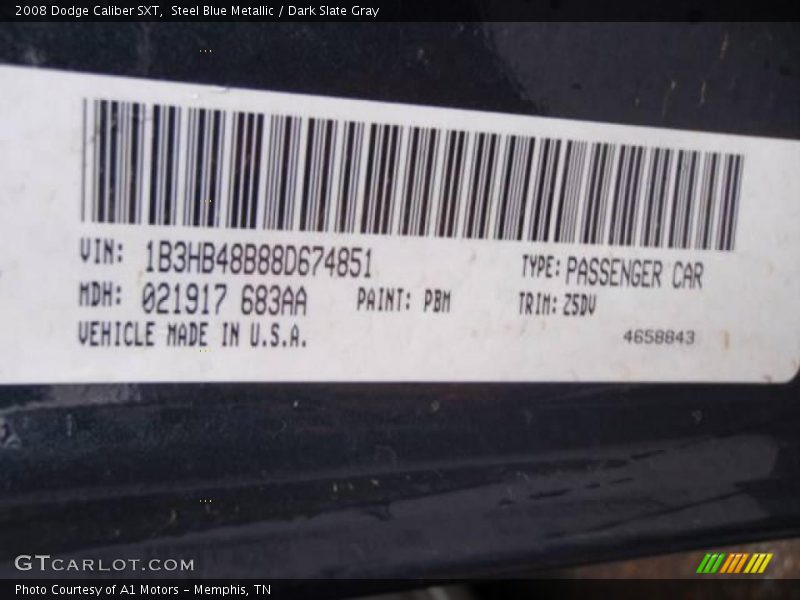 2008 Dodge Caliber SXT,  Steel Blue Metallic / Dark Slate Gray
VIN: 1B3HB48B88D674851 TYPE: PASSENGER CAR
MDH: 021917 683AA PAINT: PBM TRIM: Z5DV
VEHICLE MADE IN U.S.A. 4658843
GTCARLOT.COM
Photo Courtesy of A1 Motors - Memphis, TN